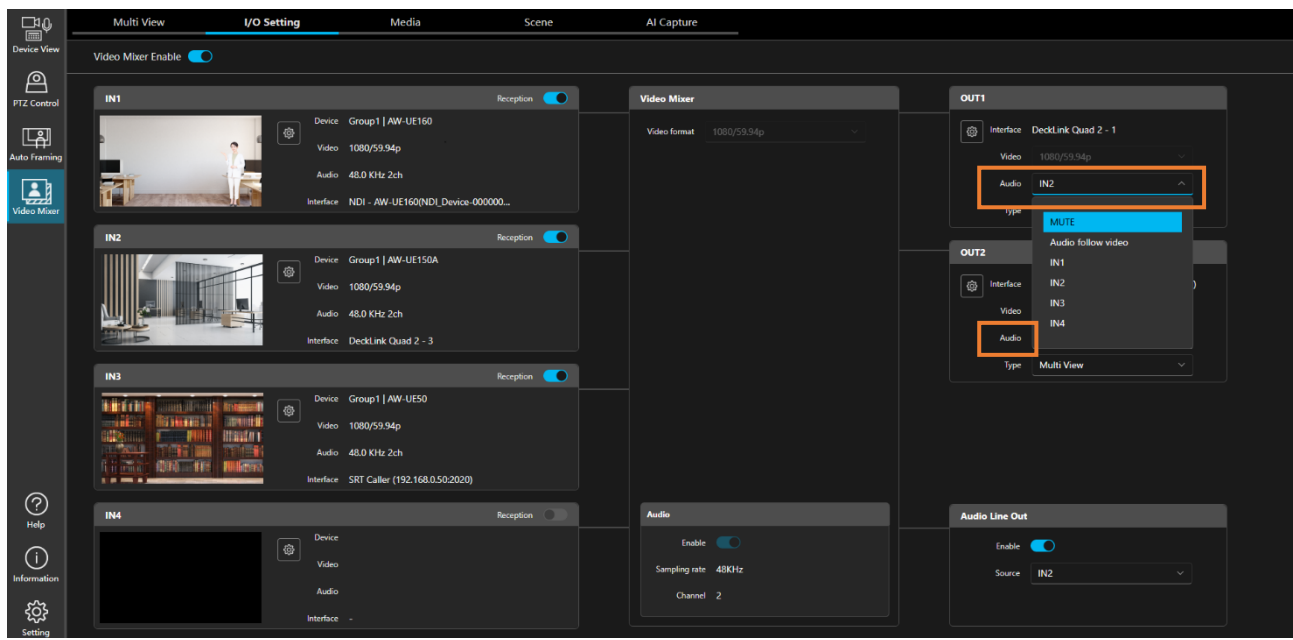 Multi View
I/O Setting
Media
Scene
AI Capture
Device View
PTZ Control
Auto Framing
Video Mixer
Help
Information
Setting
Video Mixer Enable
IN1
Reception
Device Group1 | AW-UE160
Video 1080/59.94p
Audio 48.0 KHz 2ch
Interface NDI - AW-UE160(NDI_Device-000000...
IN2
Reception
Device Group1 | AW-UE150A
Video 1080/59.94p
Audio 48.0 KHz 2ch
Interface DeckLink Quad 2 - 3
IN3
Reception
Device Group1 | AW-UE50
Video 1080/59.94p
Audio 48.0 KHz 2ch
Interface SRT Caller (192.168.0.50:2020)
IN4
Reception
Device
Video
Audio
Interface -
Video Mixer
Video format 1080/59.94p
Audio
Enable
Sampling rate 48KHz
Channel 2
OUT1
Interface DeckLink Quad 2 - 1
Video 1080/59.94p
Audio IN2
Type
MUTE
Audio follow video
IN1
IN2
IN3
IN4
OUT2
Interface )
Video
Audio
Type Multi View
Audio Line Out
Enable
Source IN2